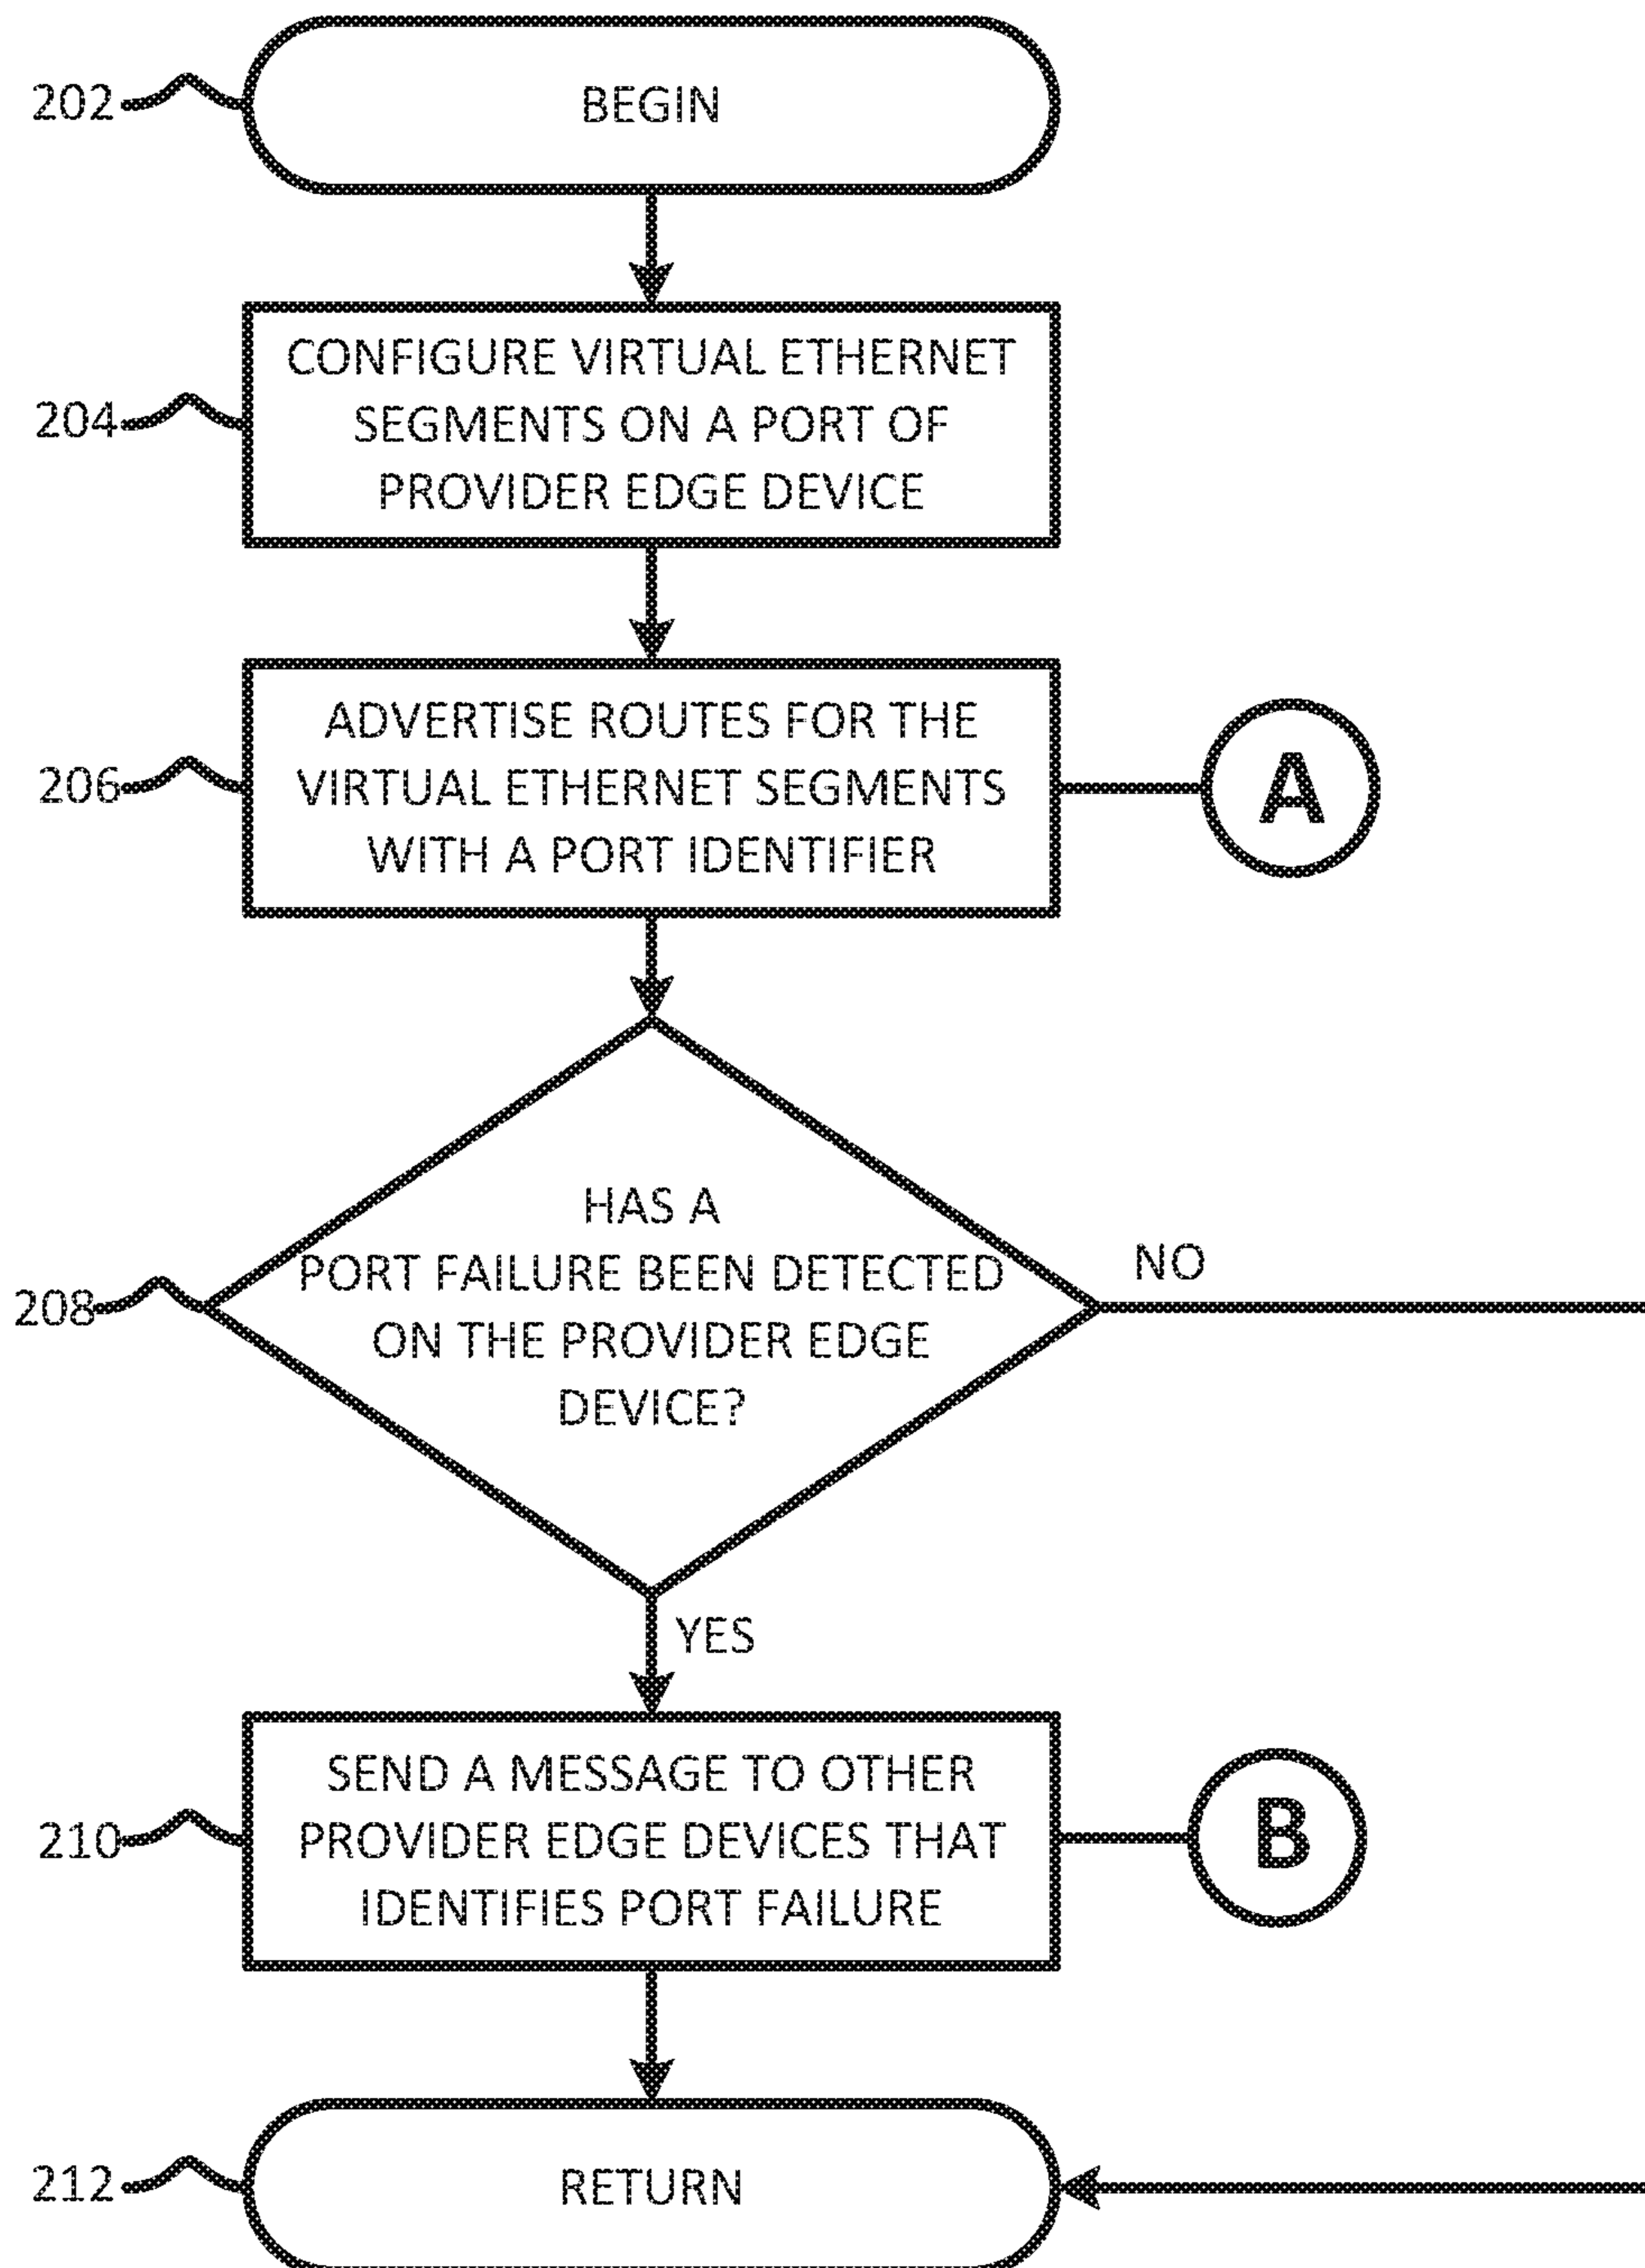 202
BEGIN
204
CONFIGURE VIRTUAL ETHERNET
SEGMENTS ON A PORT OF
PROVIDER EDGE DEVICE
206
ADVERTISE ROUTES FOR THE
VIRTUAL ETHERNET SEGMENTS
WITH A PORT IDENTIFIER
A
208
HAS A
PORT FAILURE BEEN DETECTED
ON THE PROVIDER EDGE
DEVICE?
NO
YES
210
SEND A MESSAGE TO OTHER
PROVIDER EDGE DEVICES THAT
IDENTIFIES PORT FAILURE
B
212
RETURN